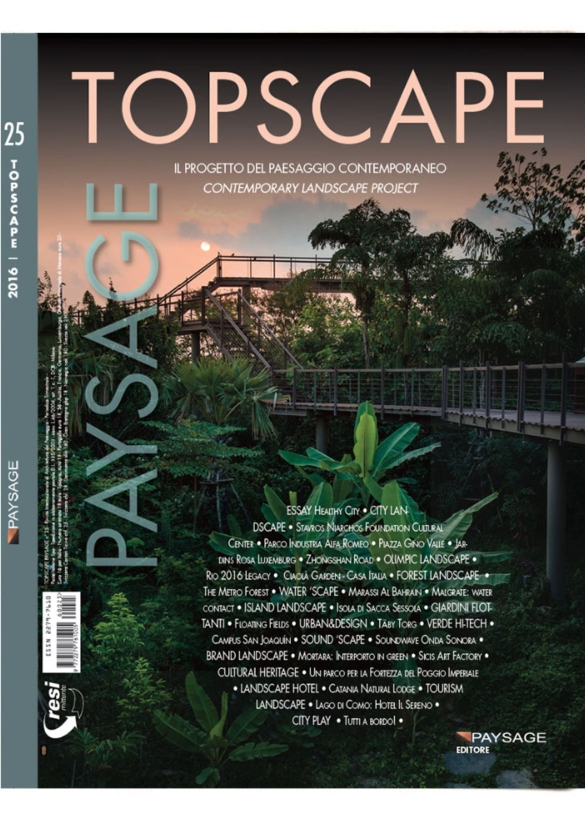 25
TOPSCAPE
2016 |
PAYSAGE
TOPSCAPE
IL PROGETTO DEL PAESAGGIO CONTEMPORANEO
CONTEMPORARY LANDSCAPE PROJECT
PAYSAGE
ESSAY HEALTHY CITY • CITY LAN
DSCAPE • STAVROS NIARCHOS FOUNDATION CULTURAL
CENTER • PARCO INDUSTRIA ALFA ROMEO • PIAZZA GINO VALLE • JAR-
DINS ROSA LUXEMBURG • ZHONGSHAN ROAD • OLIMPIC LANDSCAPE •
RIO 2016 LEGACY • CIAOLÀ GARDEN - CASA ITALIA • FOREST LANDSCAPE •
THE METRO FOREST • WATER 'SCAPE • MARASSI AL BAHRAIN • MALGRATE: WATER
CONTACT • ISLAND LANDSCAPE • ISOLA DI SACCA SESSOLA • GIARDINI FLOT-
TANTI • FLOATING FIELDS • URBAN&DESIGN • TÄBY TORG • VERDE HI-TECH •
CAMPUS SAN JOAQUÍN • SOUND 'SCAPE • SOUNDWAVE ONDA SONORA •
BRAND LANDSCAPE • MORTARA: INTERPORTO IN GREEN • SICIS ART FACTORY •
CULTURAL HERITAGE • UN PARCO PER LA FORTEZZA DEL POGGIO IMPERIALE
• LANDSCAPE HOTEL • CATANIA NATURAL LODGE • TOURISM
LANDSCAPE • LAGO DI COMO: HOTEL IL SERENO •
CITY PLAY • TUTTI A BORDO! •
ISSN 2279-7610
resi
mittente
PAYSAGE
EDITORE